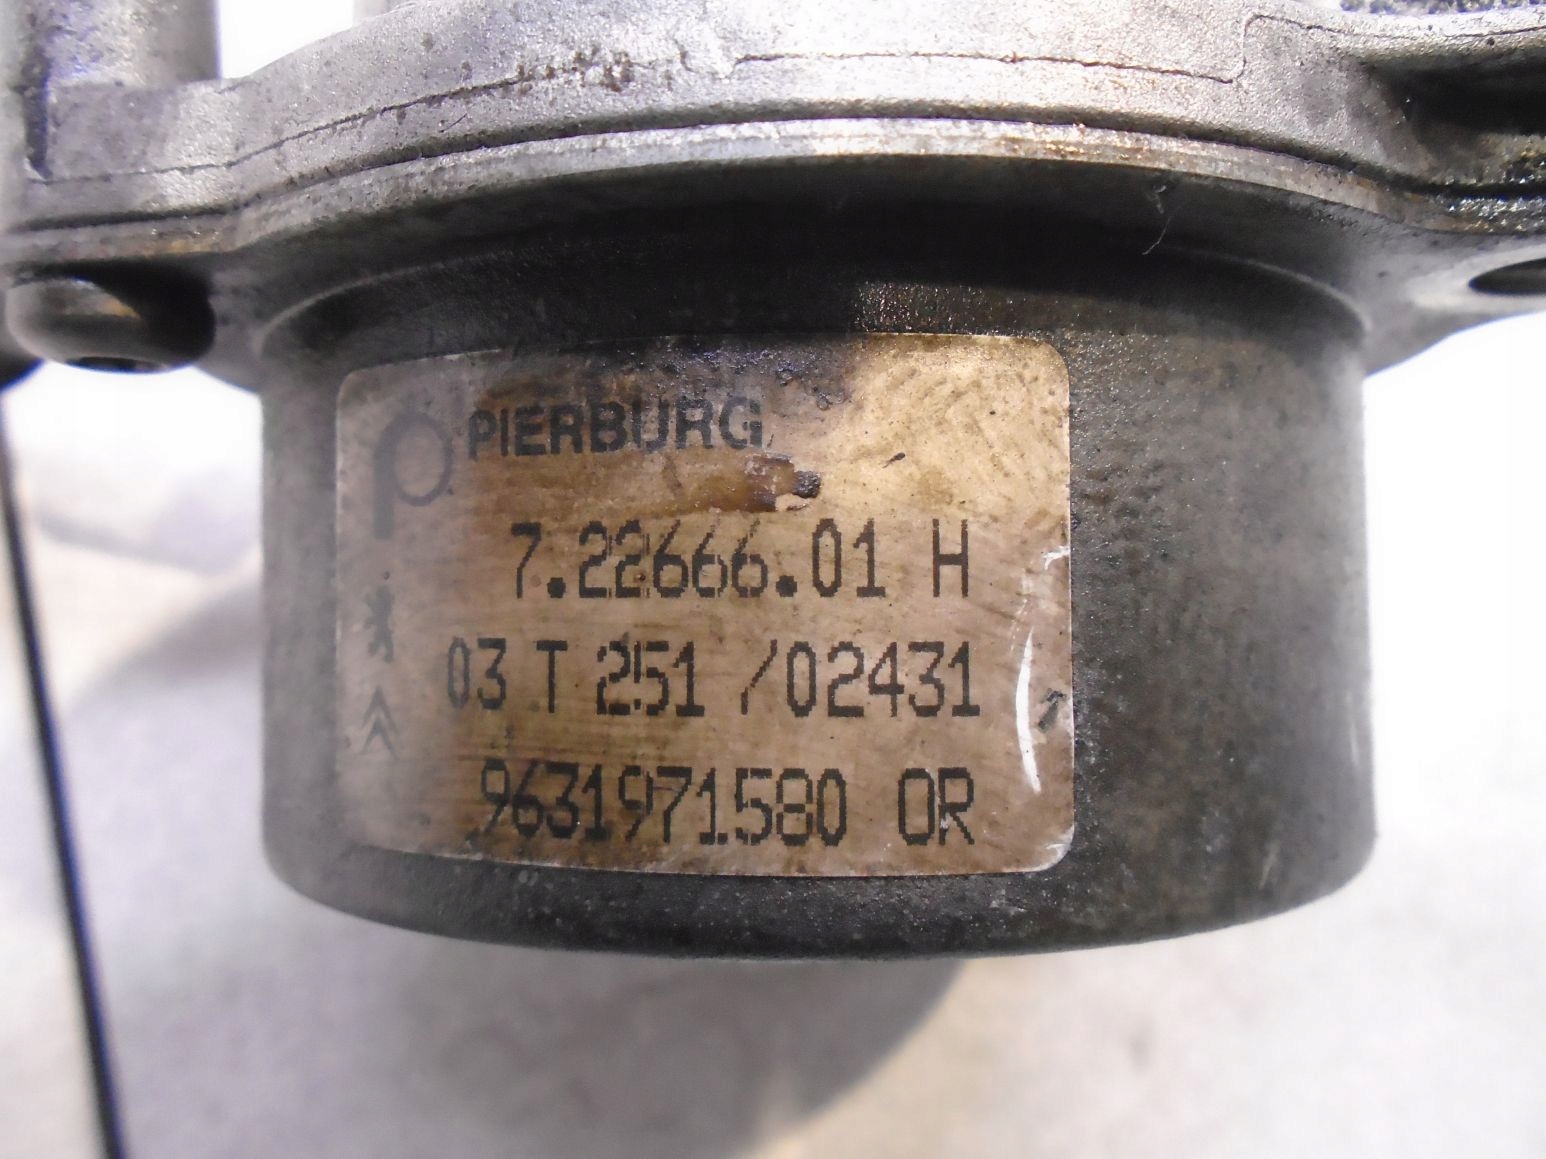 PIERBURG
7.22666.01 H
03 T 251 /02431
9631971580 OR